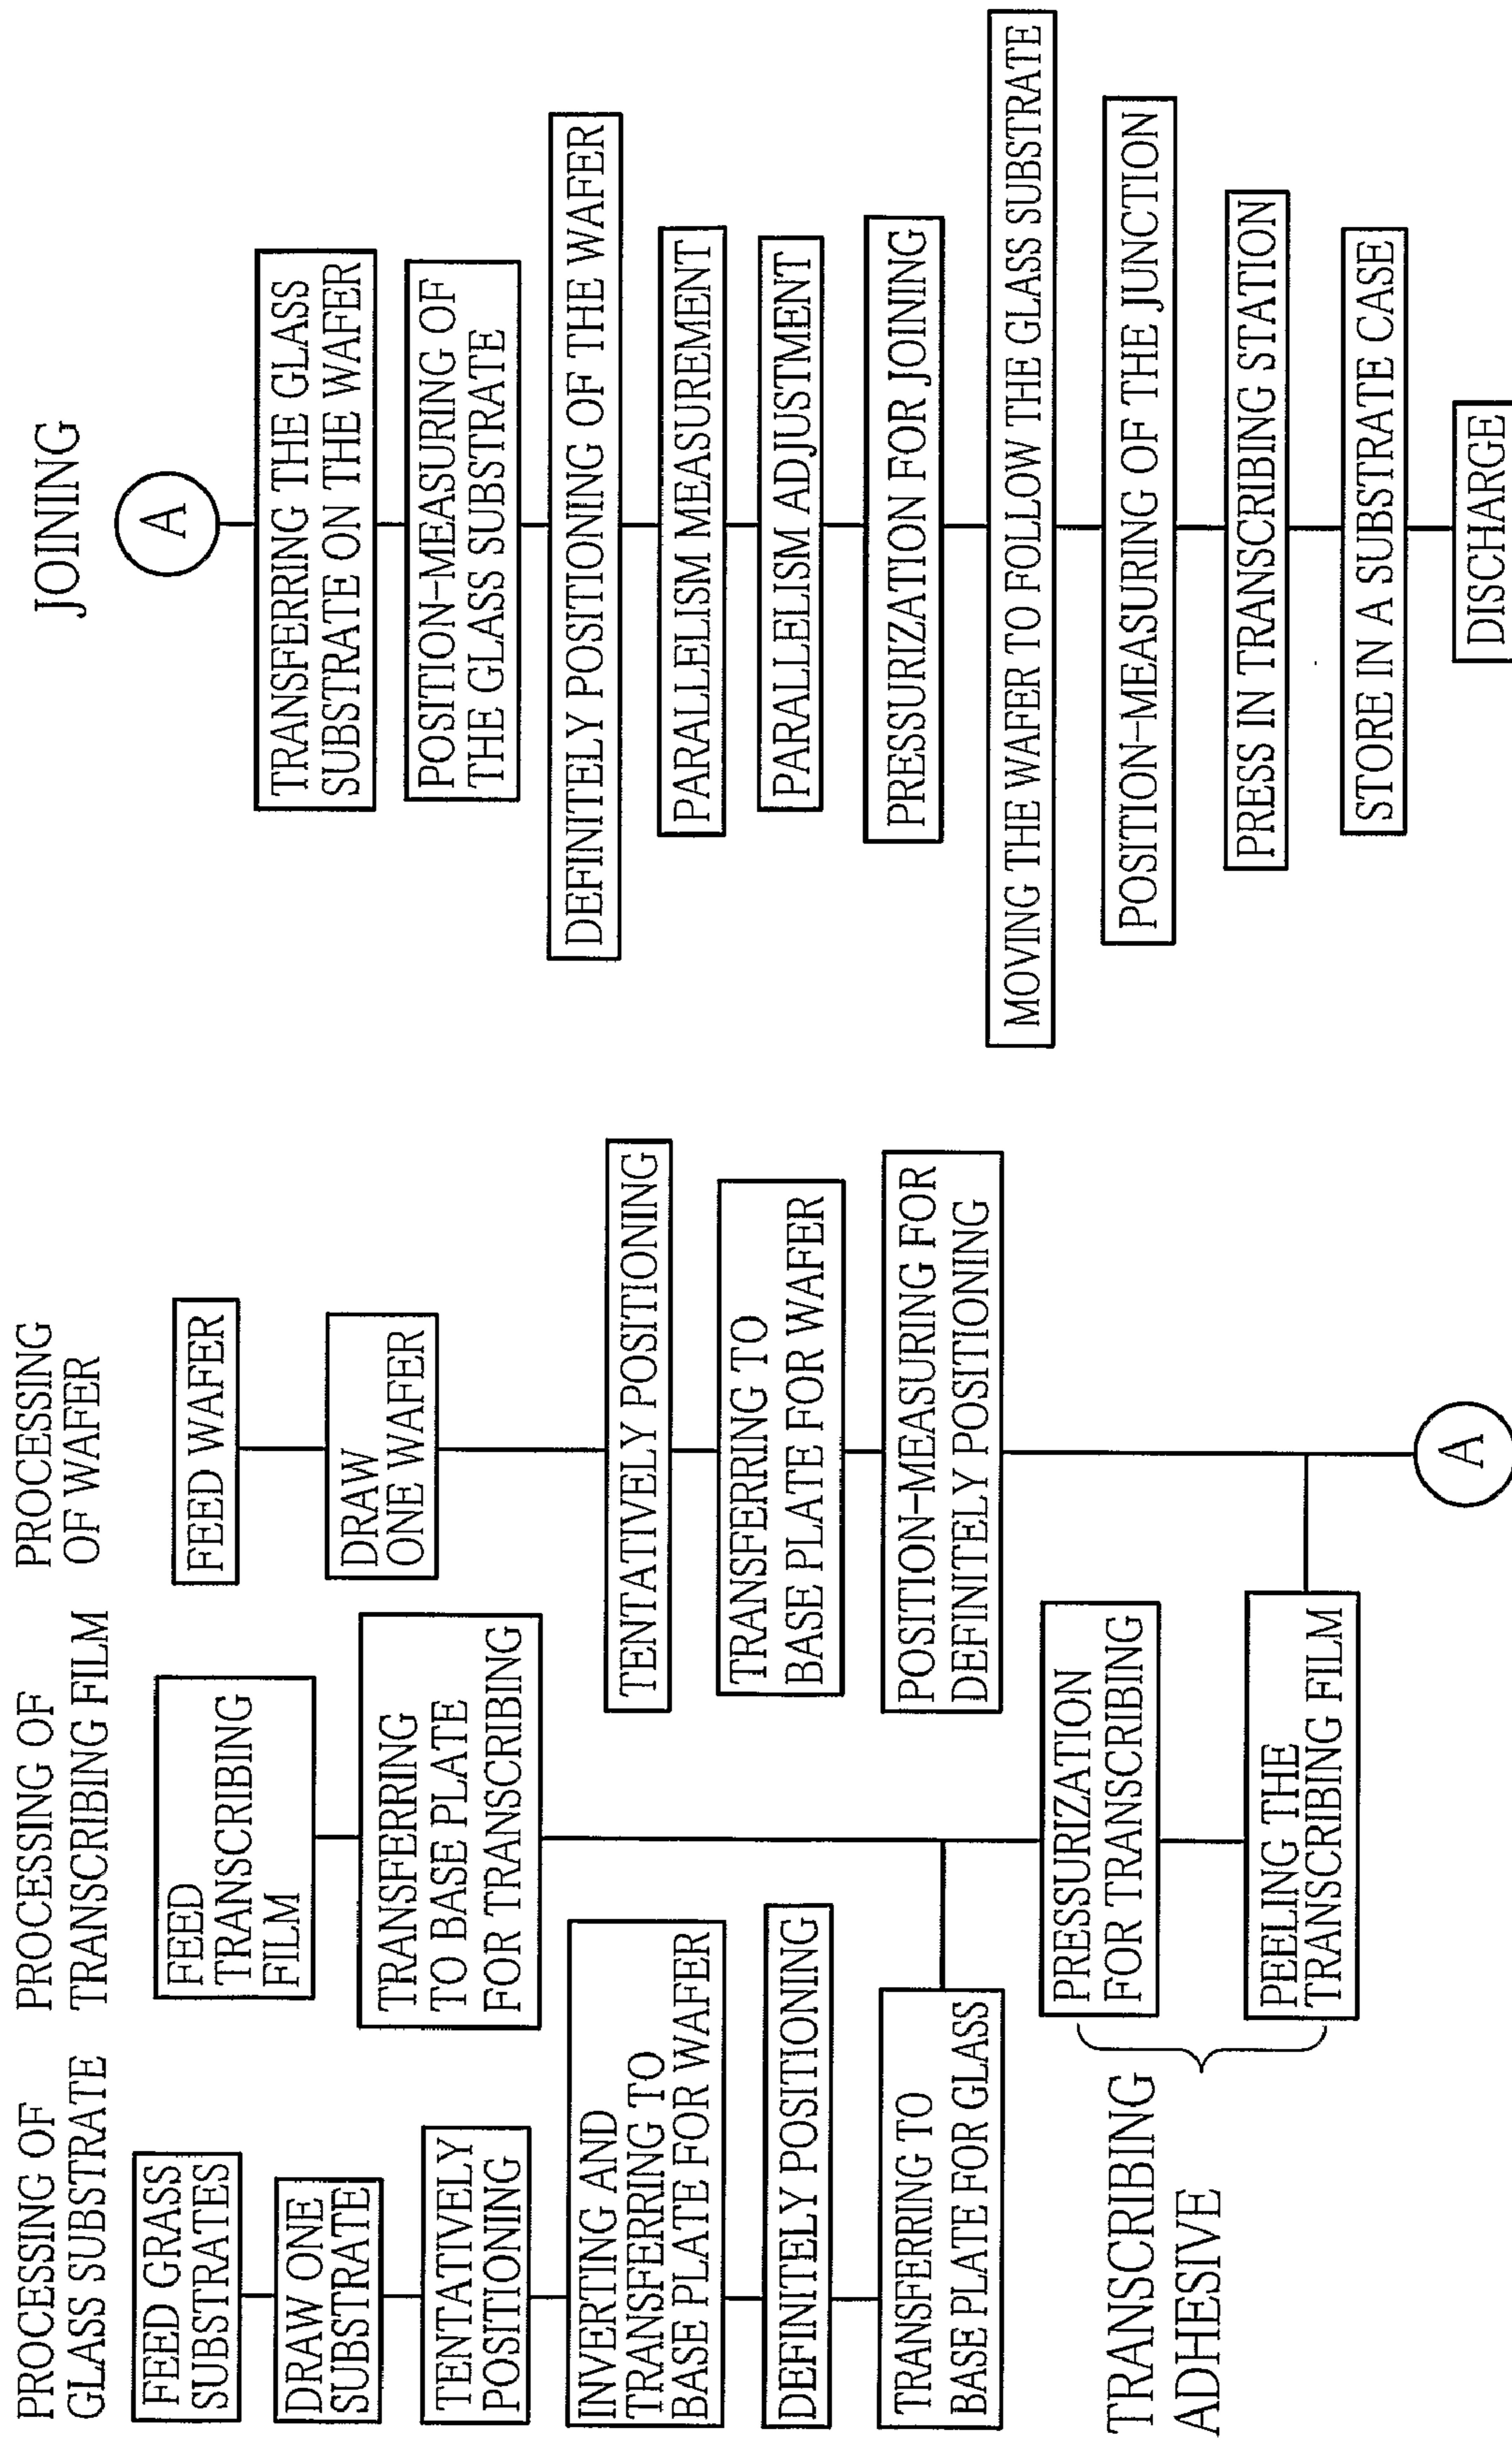 PROCESSING OF
GLASS SUBSTRATE
FEED GRASS
SUBSTRATES
DRAW ONE
SUBSTRATE
TENTATIVELY
POSITIONING
INVERTING AND
TRANSFERRING TO
BASE PLATE FOR WAFER
DEFINITELY POSITIONING
TRANSFERRING TO
BASE PLATE FOR GLASS
PROCESSING OF
TRANSCRIBING FILM
FEED
TRANSCRIBING
FILM
TRANSFERRING
TO BASE PLATE
FOR TRANSCRIBING
TRANSCRIBING
ADHESIVE
PRESSURIZATION
FOR TRANSCRIBING
PEELING THE
TRANSCRIBING FILM
PROCESSING
OF WAFER
FEED WAFER
DRAW
ONE WAFER
TENTATIVELY POSITIONING
TRANSFERRING TO
BASE PLATE FOR WAFER
POSITION-MEASURING FOR
DEFINITELY POSITIONING
A
JOINING
A
TRANSFERRING THE GLASS
SUBSTRATE ON THE WAFER
POSITION-MEASURING OF
THE GLASS SUBSTRATE
DEFINITELY POSITIONING OF THE WAFER
PARALLELISM MEASUREMENT
PARALLELISM ADJUSTMENT
PRESSURIZATION FOR JOINING
MOVING THE WAFER TO FOLLOW THE GLASS SUBSTRATE
POSITION-MEASURING OF THE JUNCTION
PRESS IN TRANSCRIBING STATION
STORE IN A SUBSTRATE CASE
DISCHARGE